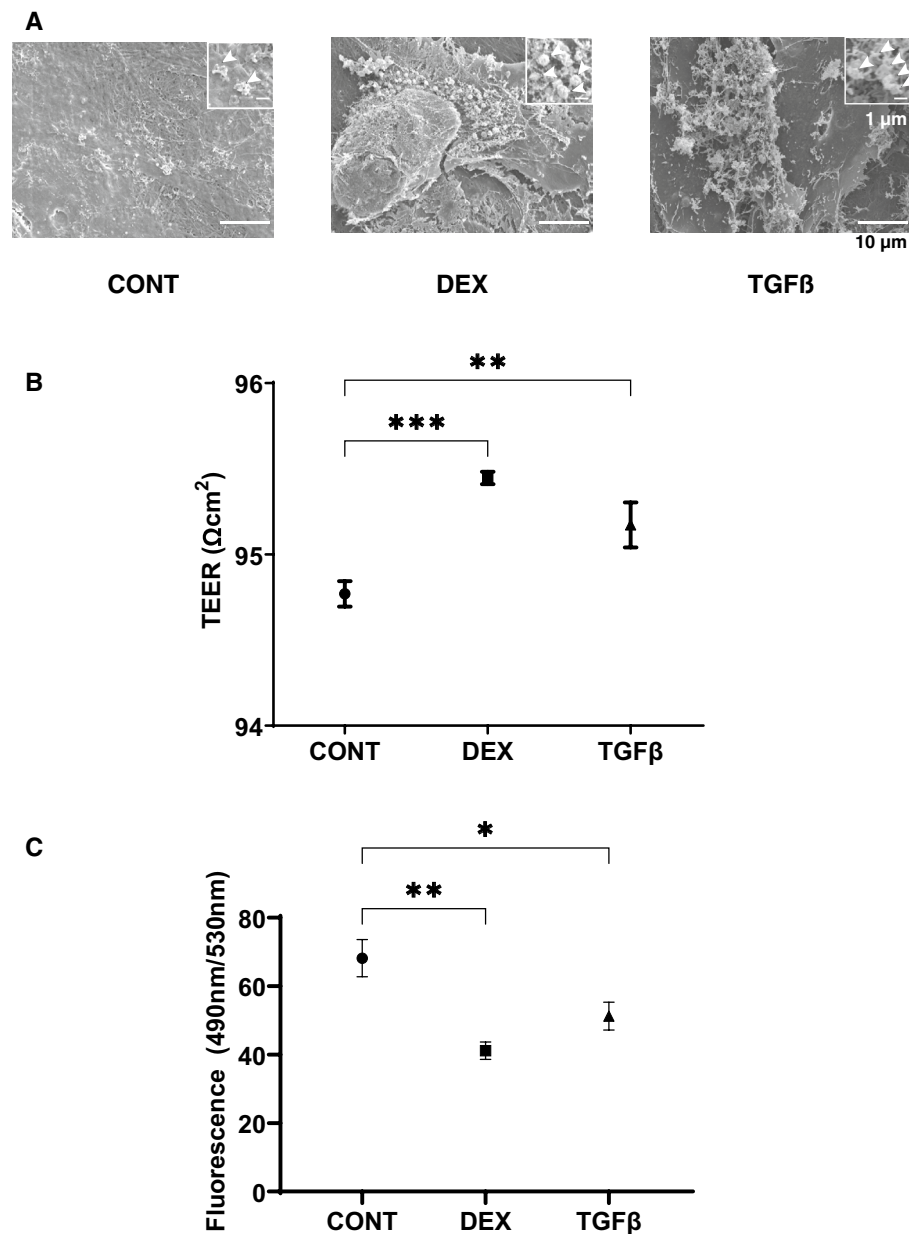 A
1 µm
10 µm
CONT DEX TGFß
B
✱✱
✱✱✱
96
95
94
TEER (Ωcm²)
CONT DEX TGFβ
C
✱
✱✱
80
60
40
20
0
Fluorescence (490nm/530nm)
CONT DEX TGFβ